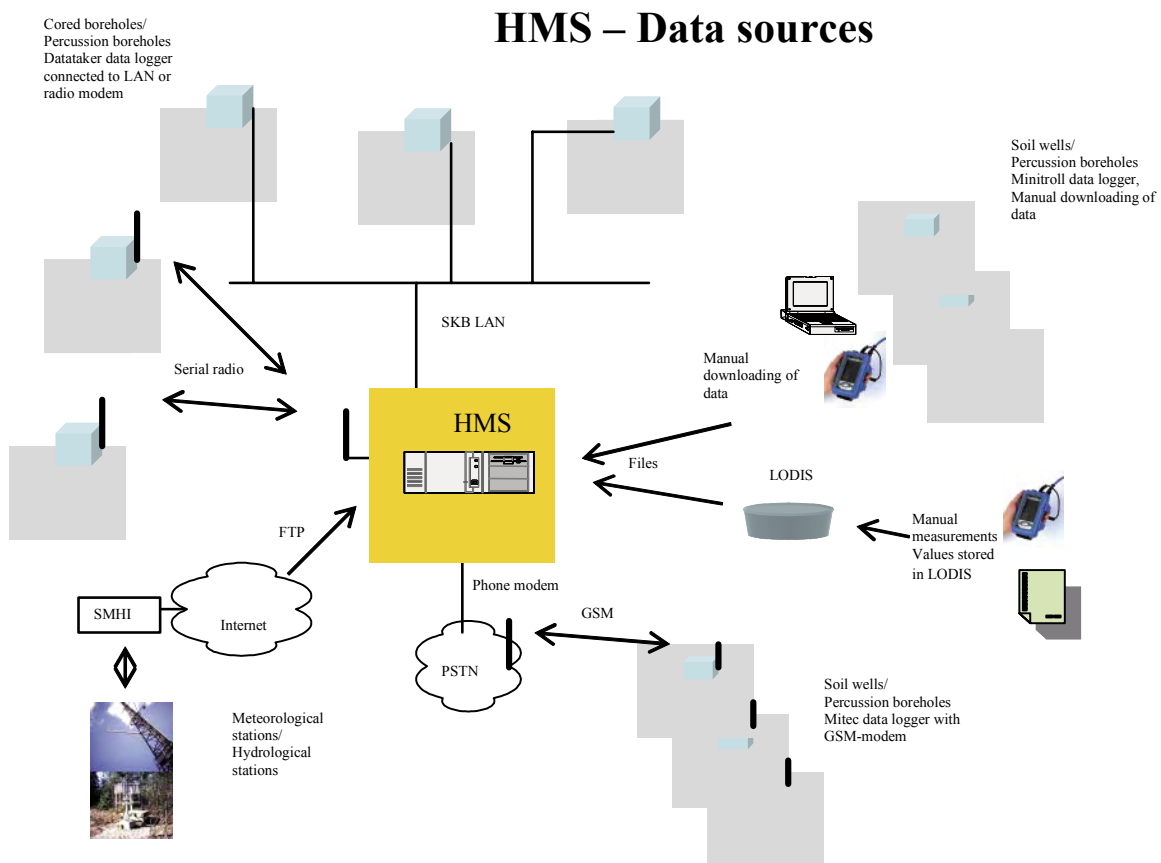 HMS – Data sources
Cored boreholes/
Percussion boreholes
Datataker data logger
connected to LAN or
radio modem
Soil wells/
Percussion boreholes
Minitroll data logger,
Manual downloading of
data
SKB LAN
Serial radio
Manual
downloading of
data
HMS
Files
LODIS
Manual
measurements
Values stored
in LODIS
FTP
Phone modem
SMHI
Internet
GSM
PSTN
Soil wells/
Percussion boreholes
Mitec data logger with
GSM-modem
Meteorological
stations/
Hydrological
stations